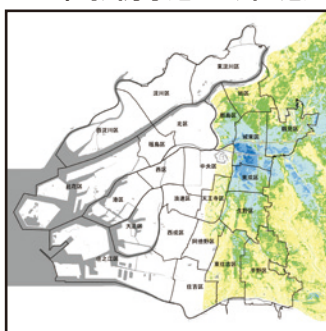 東淀川区
淀川区
旭区
西淀川区
北区
都島区
鶴見区
福島区
城東区
此花区
西区
中央区
東成区
港区
浪速区
天王寺区
大正区
生野区
西成区
阿倍野区
住之江区
東住吉区
平野区
住吉区